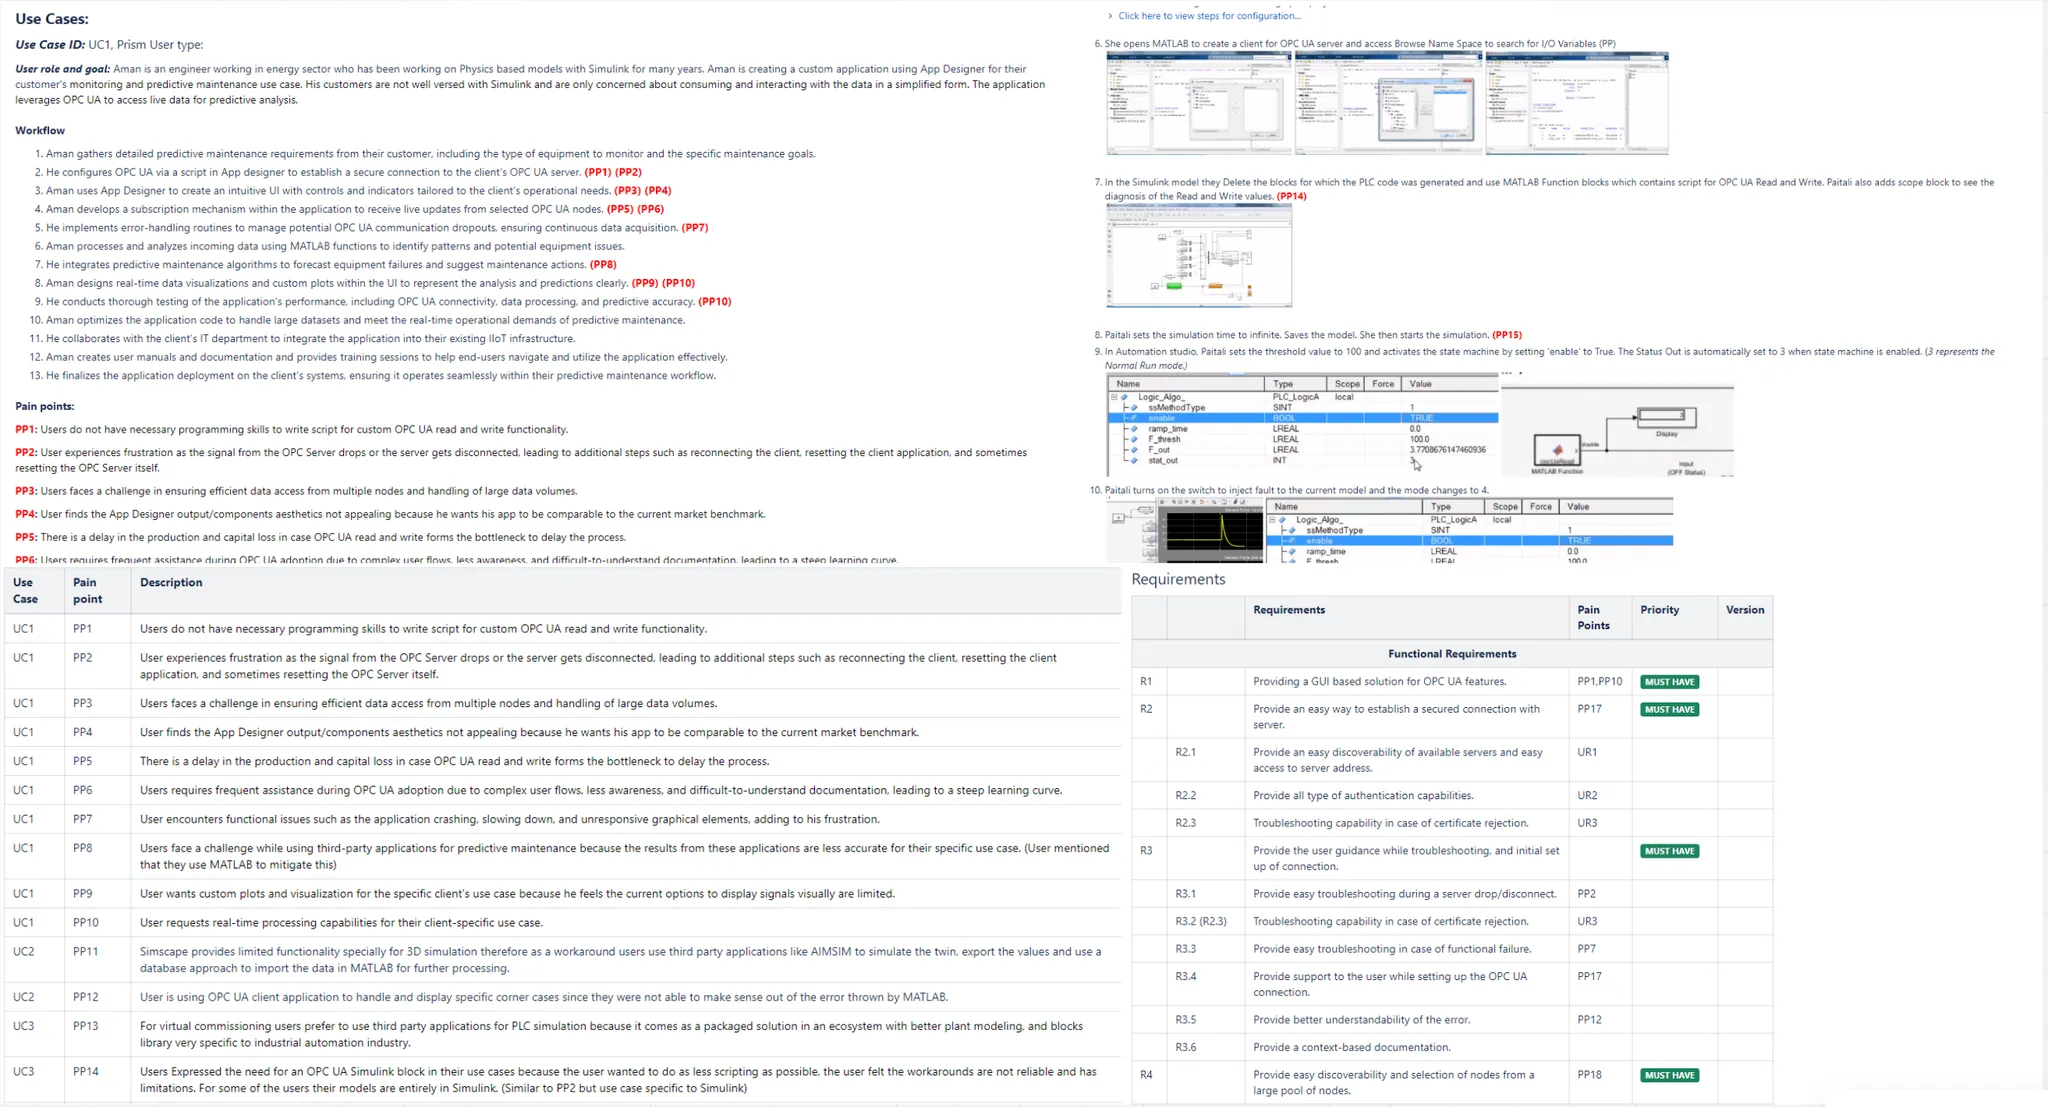 Use Cases:
Use Case ID: UC1, Prism User type:
User role and goal: Aman is an engineer working in energy sector who has been working on Physics based models with Simulink for many years. Aman is creating a custom application using App Designer for their
customer's monitoring and predictive maintenance use case. His customers are not well versed with Simulink and are only concerned about consuming and interacting with the data in a simplified form. The application
leverages OPC UA to access live data for predictive analysis.
Workflow
1. Aman gathers detailed predictive maintenance requirements from their customer, including the type of equipment to monitor and the specific maintenance goals.
2. He configures OPC UA via a script in App designer to establish a secure connection to the client's OPC UA server. (PP1) (PP2)
3. Aman uses App Designer to create an intuitive UI with controls and indicators tailored to the client's operational needs. (PP3) (PP4)
4. Aman develops a subscription mechanism within the application to receive live updates from selected OPC UA nodes. (PP5) (PP6)
5. He implements error-handling routines to manage potential OPC UA communication dropouts, ensuring continuous data acquisition. (PP7)
6. Aman processes and analyzes incoming data using MATLAB functions to identify patterns and potential equipment issues.
7. He integrates predictive maintenance algorithms to forecast equipment failures and suggest maintenance actions. (PP8)
8. Aman designs real-time data visualizations and custom plots within the UI to represent the analysis and predictions clearly. (PP9) (PP10)
9. He conducts thorough testing of the application's performance, including OPC UA connectivity, data processing, and predictive accuracy. (PP10)
10. Aman optimizes the application code to handle large datasets and meet the real-time operational demands of predictive maintenance.
11. He collaborates with the client's IT department to integrate the application into their existing IIoT infrastructure.
12. Aman creates user manuals and documentation and provides training sessions to help end-users navigate and utilize the application effectively.
13. He finalizes the application deployment on the client's systems, ensuring it operates seamlessly within their predictive maintenance workflow.
Pain points:
PP1: Users do not have necessary programming skills to write script for custom OPC UA read and write functionality.
PP2: User experiences frustration as the signal from the OPC Server drops or the server gets disconnected, leading to additional steps such as reconnecting the client, resetting the client application, and sometimes
resetting the OPC Server itself.
PP3: Users faces a challenge in ensuring efficient data access from multiple nodes and handling of large data volumes.
PP4: User finds the App Designer output/components aesthetics not appealing because he wants his app to be comparable to the current market benchmark.
PP5: There is a delay in the production and capital loss in case OPC UA read and write forms the bottleneck to delay the process.
PP6: Users requires frequent assistance during OPC UA adoption due to complex user flows, less awareness, and difficult-to-understand documentation, leading to a steep learning curve.
Click here to view steps for configuration...
6. She opens MATLAB to create a client for OPC UA server and access Browse Name Space to search for I/O Variables (PP)
7. In the Simulink model they Delete the blocks for which the PLC code was generated and use MATLAB Function blocks which contains script for OPC UA Read and Write. Paitali also adds scope block to see the
diagnosis of the Read and Write values. (PP14)
8. Paitali sets the simulation time to infinite. Saves the model. She then starts the simulation. (PP15)
9. In Automation studio, Paitali sets the threshold value to 100 and activates the state machine by setting 'enable' to True. The Status Out is automatically set to 3 when state machine is enabled. (3 represents the
Normal Run mode.)
Name Type Scope Force Value
Logic_Algo_ PLC_LogicA local
ssMethodType SINT 1
enable BOOL TRUE
ramp_time LREAL 0.0
F_thresh LREAL 100.0
F_out LREAL 3.7708676147460936
stat_out INT 3
Display
MATLAB Function
Input
(OFF Status)
10. Paitali turns on the switch to inject fault to the current model and the mode changes to 4.
Name Type Scope Force Value
Logic_Algo_ PLC_LogicA local
ssMethodType SINT 1
enable BOOL TRUE
ramp_time LREAL 0.0
F_thresh LREAL 100.0
Use Case Pain point Description
UC1 PP1 Users do not have necessary programming skills to write script for custom OPC UA read and write functionality.
UC1 PP2 User experiences frustration as the signal from the OPC Server drops or the server gets disconnected, leading to additional steps such as reconnecting the client, resetting the client
application, and sometimes resetting the OPC Server itself.
UC1 PP3 Users faces a challenge in ensuring efficient data access from multiple nodes and handling of large data volumes.
UC1 PP4 User finds the App Designer output/components aesthetics not appealing because he wants his app to be comparable to the current market benchmark.
UC1 PP5 There is a delay in the production and capital loss in case OPC UA read and write forms the bottleneck to delay the process.
UC1 PP6 Users requires frequent assistance during OPC UA adoption due to complex user flows, less awareness, and difficult-to-understand documentation, leading to a steep learning curve.
UC1 PP7 User encounters functional issues such as the application crashing, slowing down, and unresponsive graphical elements, adding to his frustration.
UC1 PP8 Users face a challenge while using third-party applications for predictive maintenance because the results from these applications are less accurate for their specific use case. (User mentioned
that they use MATLAB to mitigate this)
UC1 PP9 User wants custom plots and visualization for the specific client's use case because he feels the current options to display signals visually are limited.
UC1 PP10 User requests real-time processing capabilities for their client-specific use case.
UC2 PP11 Simscape provides limited functionality specially for 3D simulation therefore as a workaround users use third party applications like AIMSIM to simulate the twin, export the values and use a
database approach to import the data in MATLAB for further processing.
UC2 PP12 User is using OPC UA client application to handle and display specific corner cases since they were not able to make sense out of the error thrown by MATLAB.
UC3 PP13 For virtual commissioning users prefer to use third party applications for PLC simulation because it comes as a packaged solution in an ecosystem with better plant modeling, and blocks
library very specific to industrial automation industry.
UC3 PP14 Users Expressed the need for an OPC UA Simulink block in their use cases because the user wanted to do as less scripting as possible, the user felt the workarounds are not reliable and has
limitations. For some of the users their models are entirely in Simulink. (Similar to PP2 but use case specific to Simulink)
Requirements
Requirements Pain Points Priority Version
Functional Requirements
R1 Providing a GUI based solution for OPC UA features. PP1,PP10 MUST HAVE
R2 Provide an easy way to establish a secured connection with
server. PP17 MUST HAVE
R2.1 Provide an easy discoverability of available servers and easy
access to server address. UR1
R2.2 Provide all type of authentication capabilities. UR2
R2.3 Troubleshooting capability in case of certificate rejection. UR3
R3 Provide the user guidance while troubleshooting, and initial set
up of connection. MUST HAVE
R3.1 Provide easy troubleshooting during a server drop/disconnect. PP2
R3.2 (R2.3) Troubleshooting capability in case of certificate rejection. UR3
R3.3 Provide easy troubleshooting in case of functional failure. PP7
R3.4 Provide support to the user while setting up the OPC UA
connection. PP17
R3.5 Provide better understandability of the error. PP12
R3.6 Provide a context-based documentation.
R4 Provide easy discoverability and selection of nodes from a
large pool of nodes. PP18 MUST HAVE